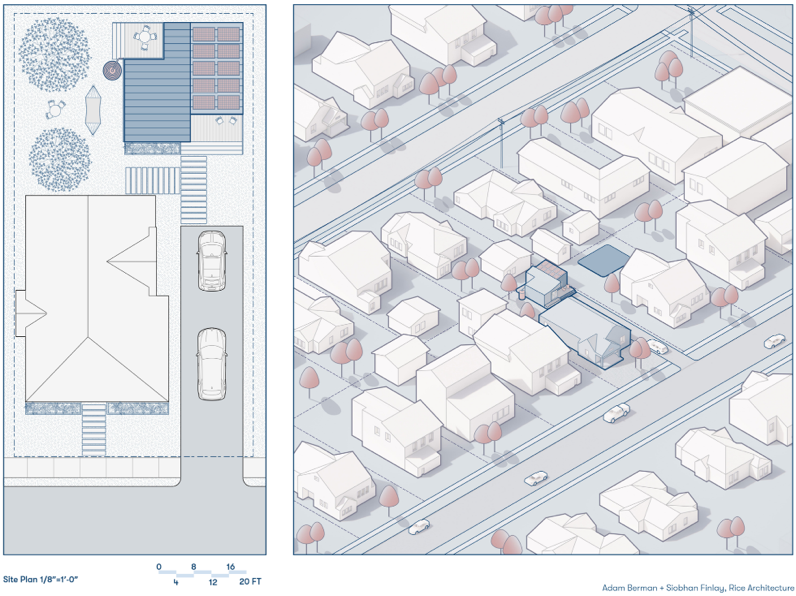 0 8 16
4 12 20 FT
Site Plan 1/8"=1'-0"
Adam Berman + Siobhan Finlay, Rice Architecture